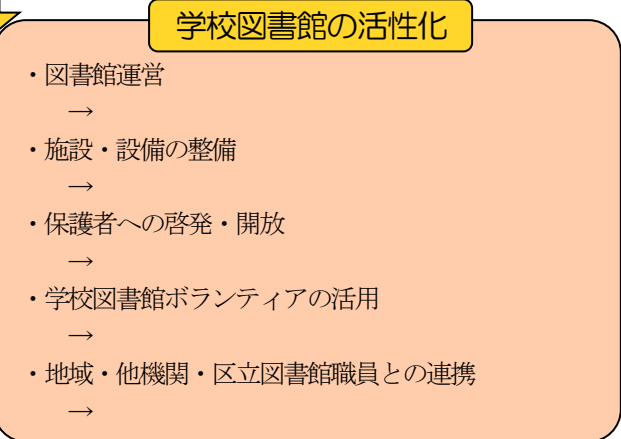 学校図書館の活性化
・図書館運営
→
・施設・設備の整備
→
・保護者への啓発・開放
→
・学校図書館ボランティアの活用
→
・地域・他機関・区立図書館職員との連携
→